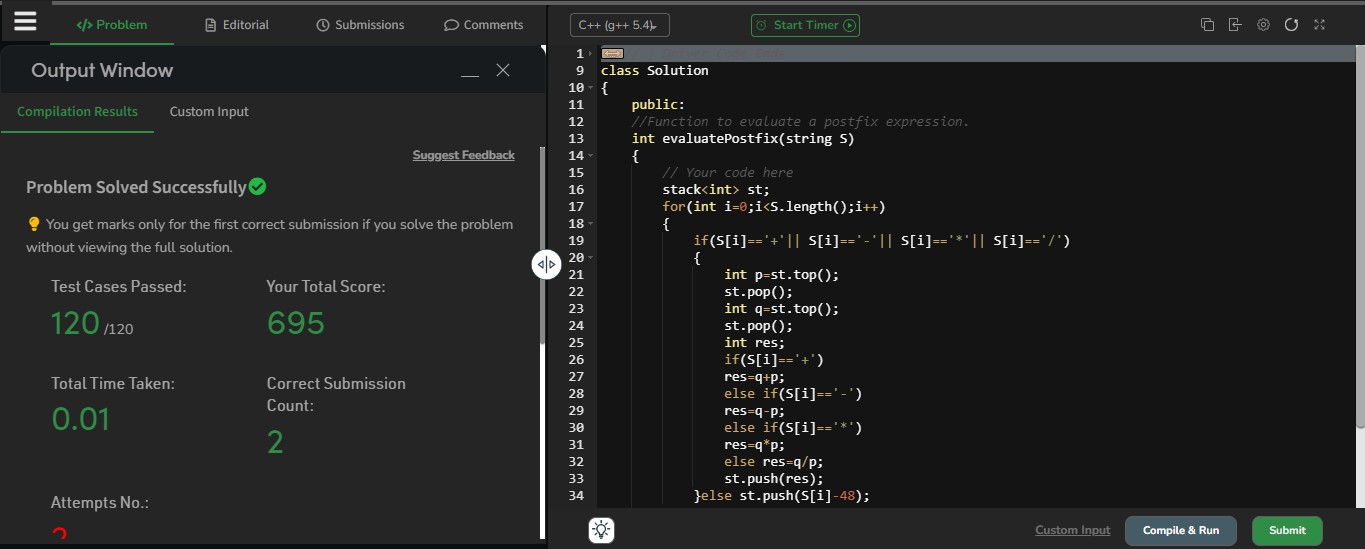 Problem
Editorial
Submissions
Comments
Output Window
Compilation Results
Custom Input
Suggest Feedback
Problem Solved Successfully
You get marks only for the first correct submission if you solve the problem
without viewing the full solution.
Test Cases Passed:
Your Total Score:
120 /120
695
Total Time Taken:
Correct Submission
Count:
0.01
2
Attempts No.:
C++ (g++ 5.4)
Start Timer
1
9 class Solution
10 {
11 public:
12 //Function to evaluate a postfix expression.
13 int evaluatePostfix(string S)
14 {
15 // Your code here
16 stack<int> st;
17 for(int i=0;i<S.length();i++)
18 {
19 if(S[i]=='+'|| S[i]=='-'|| S[i]=='*'|| S[i]=='/')
20 {
21 int p=st.top();
22 st.pop();
23 int q=st.top();
24 st.pop();
25 int res;
26 if(S[i]=='+')
27 res=q+p;
28 else if(S[i]=='-')
29 res=q-p;
30 else if(S[i]=='*')
31 res=q*p;
32 else res=q/p;
33 st.push(res);
34 }else st.push(S[i]-48);
Custom Input
Compile & Run
Submit